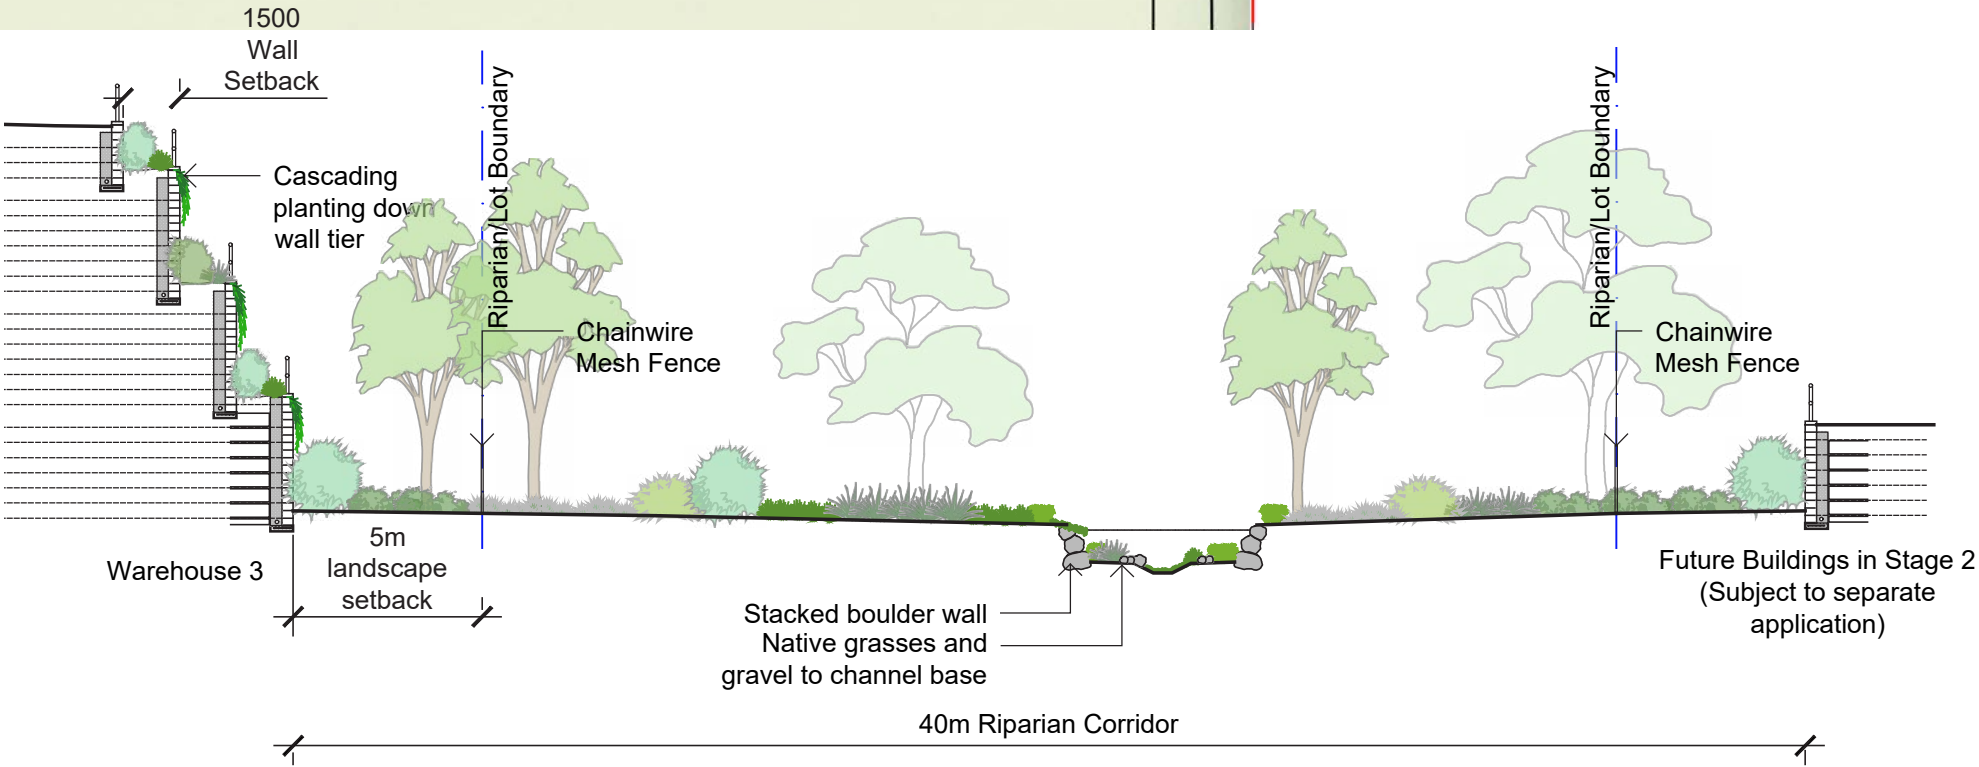 1500
Wall
Setback
Riparian/Lot Boundary
Riparian/Lot Boundary
Cascading
planting down
wall tier
Chainwire
Mesh Fence
Chainwire
Mesh Fence
5m
landscape
setback
Warehouse 3
Future Buildings in Stage 2
(Subject to separate
application)
Stacked boulder wall
Native grasses and
gravel to channel base
40m Riparian Corridor